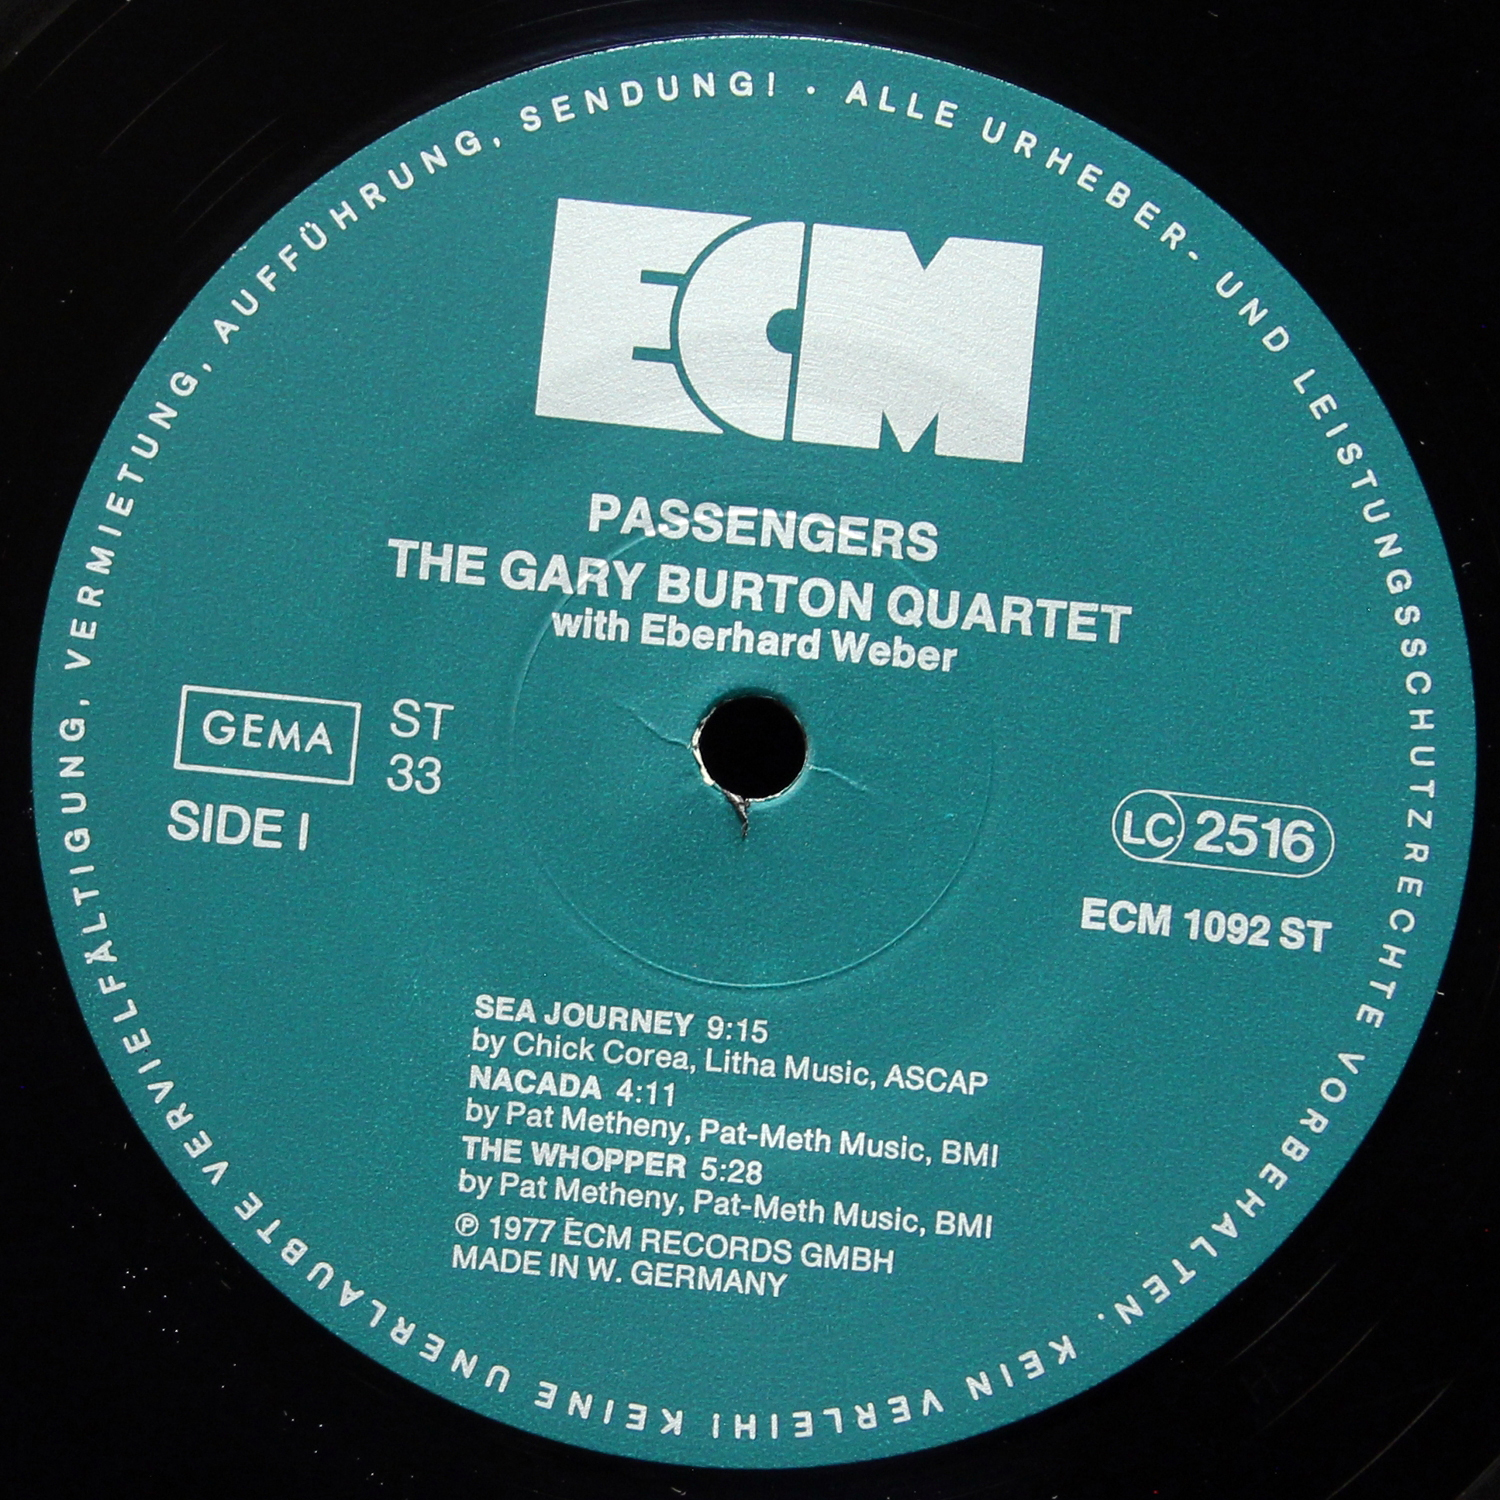 ALLE URHEBER- UND LEISTUNGSSCHUTZRECHTE VORBEHALTEN. KEIN VERLEIH! KEINE UNERLAUBTE VERVIELFÄLTIGUNG, VERMIETUNG, AUFFÜHRUNG, SENDUNG! ·
ECM
PASSENGERS
THE GARY BURTON QUARTET
with Eberhard Weber
GEMA
ST
33
SIDE I
LC 2516
ECM 1092 ST
SEA JOURNEY 9:15
by Chick Corea, Litha Music, ASCAP
NACADA 4:11
by Pat Metheny, Pat-Meth Music, BMI
THE WHOPPER 5:28
by Pat Metheny, Pat-Meth Music, BMI
℗ 1977 ECM RECORDS GMBH
MADE IN W. GERMANY